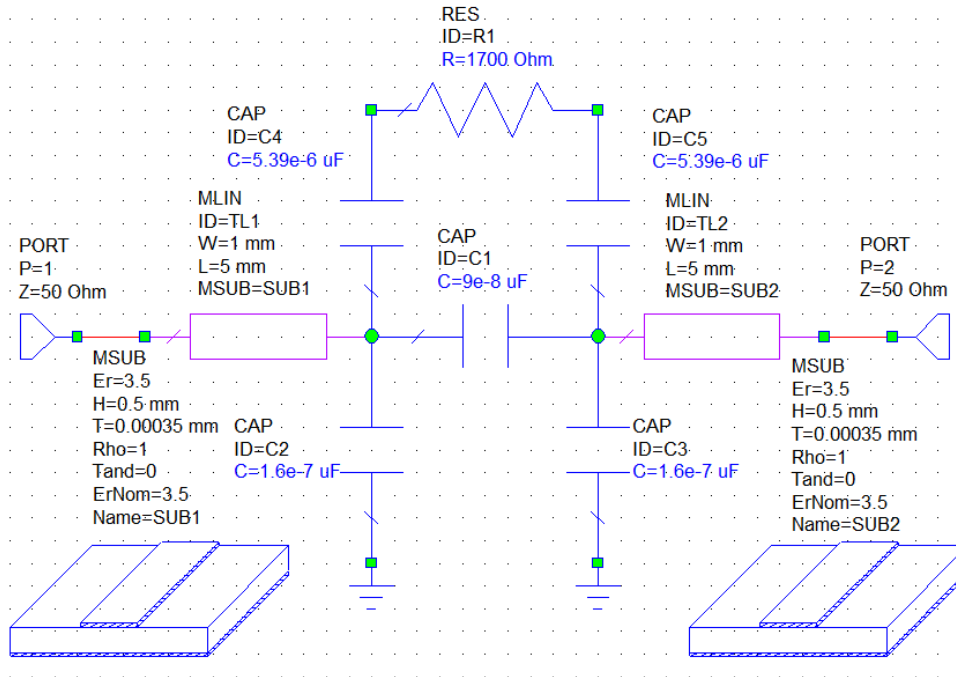 RES
ID=R1
R=1700 Ohm
CAP
ID=C4
C=5.39e-6 uF
CAP
ID=C5
C=5.39e-6 uF
MLIN
ID=TL1
W=1 mm
L=5 mm
MSUB=SUB1
CAP
ID=C1
C=9e-8 uF
MLIN
ID=TL2
W=1 mm
L=5 mm
MSUB=SUB2
PORT
P=1
Z=50 Ohm
PORT
P=2
Z=50 Ohm
MSUB
Er=3.5
H=0.5 mm
T=0.00035 mm
Rho=1
Tand=0
ErNom=3.5
Name=SUB1
CAP
ID=C2
C=1.6e-7 uF
CAP
ID=C3
C=1.6e-7 uF
MSUB
Er=3.5
H=0.5 mm
T=0.00035 mm
Rho=1
Tand=0
ErNom=3.5
Name=SUB2